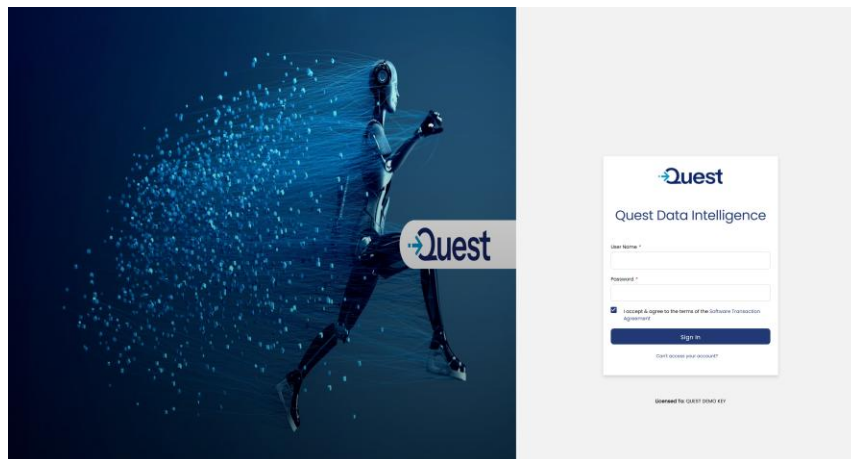 Quest
Quest
Quest Data Intelligence
User Name *
Password *
I accept & agree to the terms of the Software Transaction
Agreement
Sign In
Can't access your account?
Licensed To: QUEST DEMO KEY